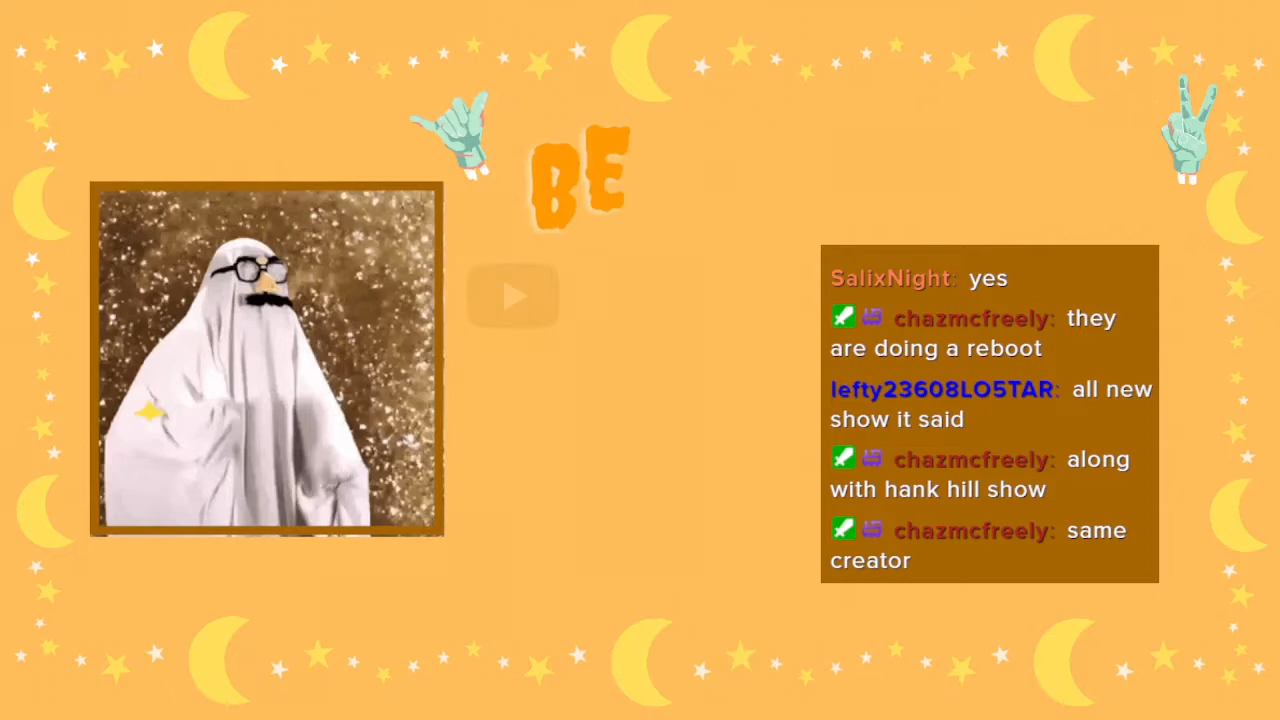 BE
SalixNight: yes
chazmcfreely: they
are doing a reboot
lefty23608LO5TAR: all new
show it said
chazmcfreely: along
with hank hill show
chazmcfreely: same
creator